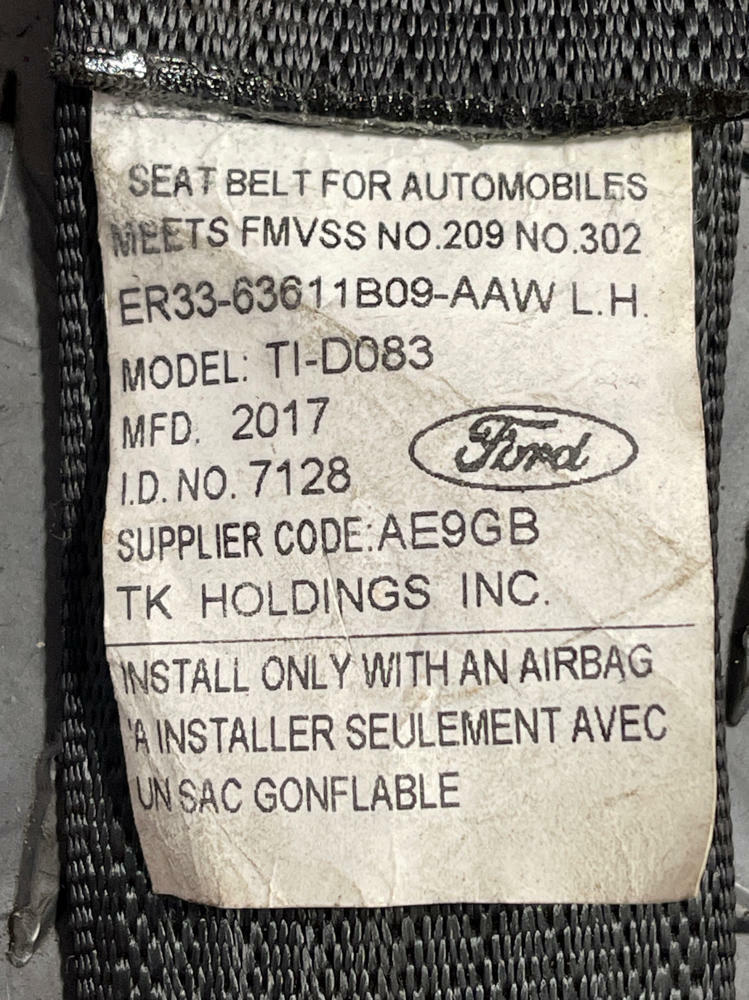 SEAT BELT FOR AUTOMOBILES
MEETS FMVSS NO.209 NO.302
ER33-63611B09-AAW L.H.
MODEL: TI-D083
MFD. 2017
Ford
I.D. NO. 7128
SUPPLIER CODE:AE9GB
TK HOLDINGS INC.
INSTALL ONLY WITH AN AIRBAG
'A INSTALLER SEULEMENT AVEC
UN SAC GONFLABLE